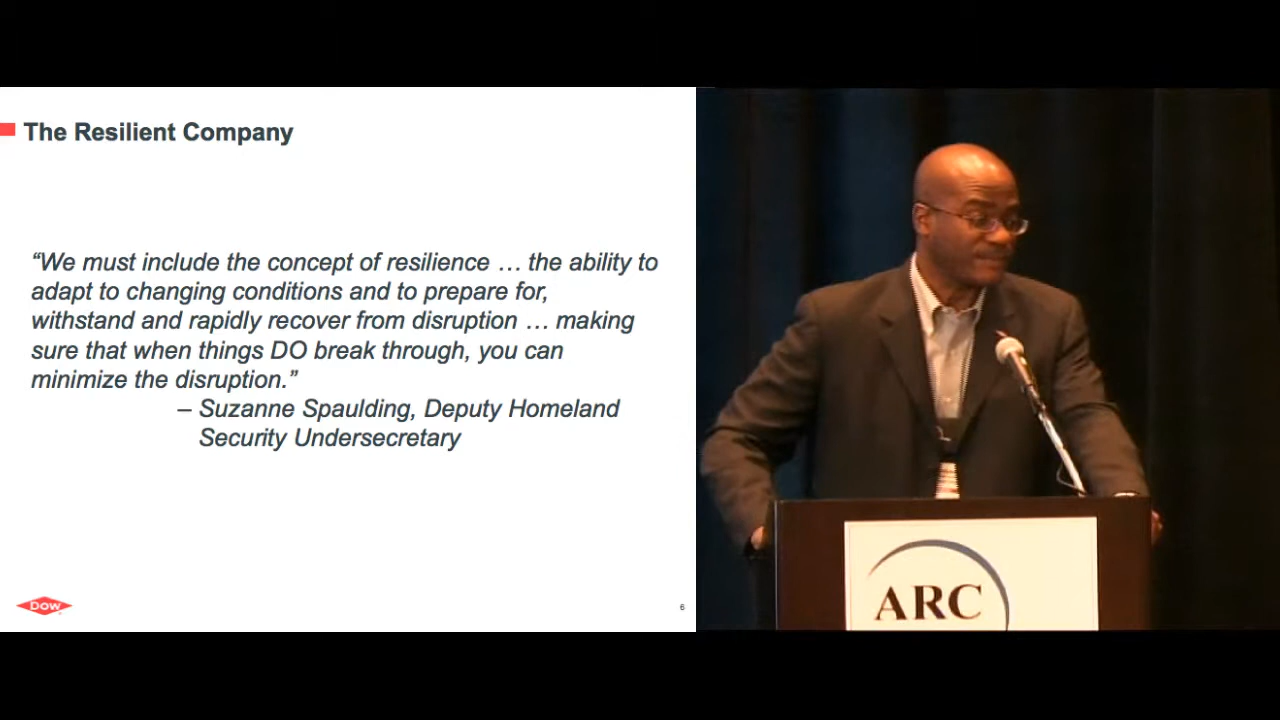 The Resilient Company
“We must include the concept of resilience … the ability to
adapt to changing conditions and to prepare for,
withstand and rapidly recover from disruption … making
sure that when things DO break through, you can
minimize the disruption.”
– Suzanne Spaulding, Deputy Homeland
Security Undersecretary
Dow
6
ARC